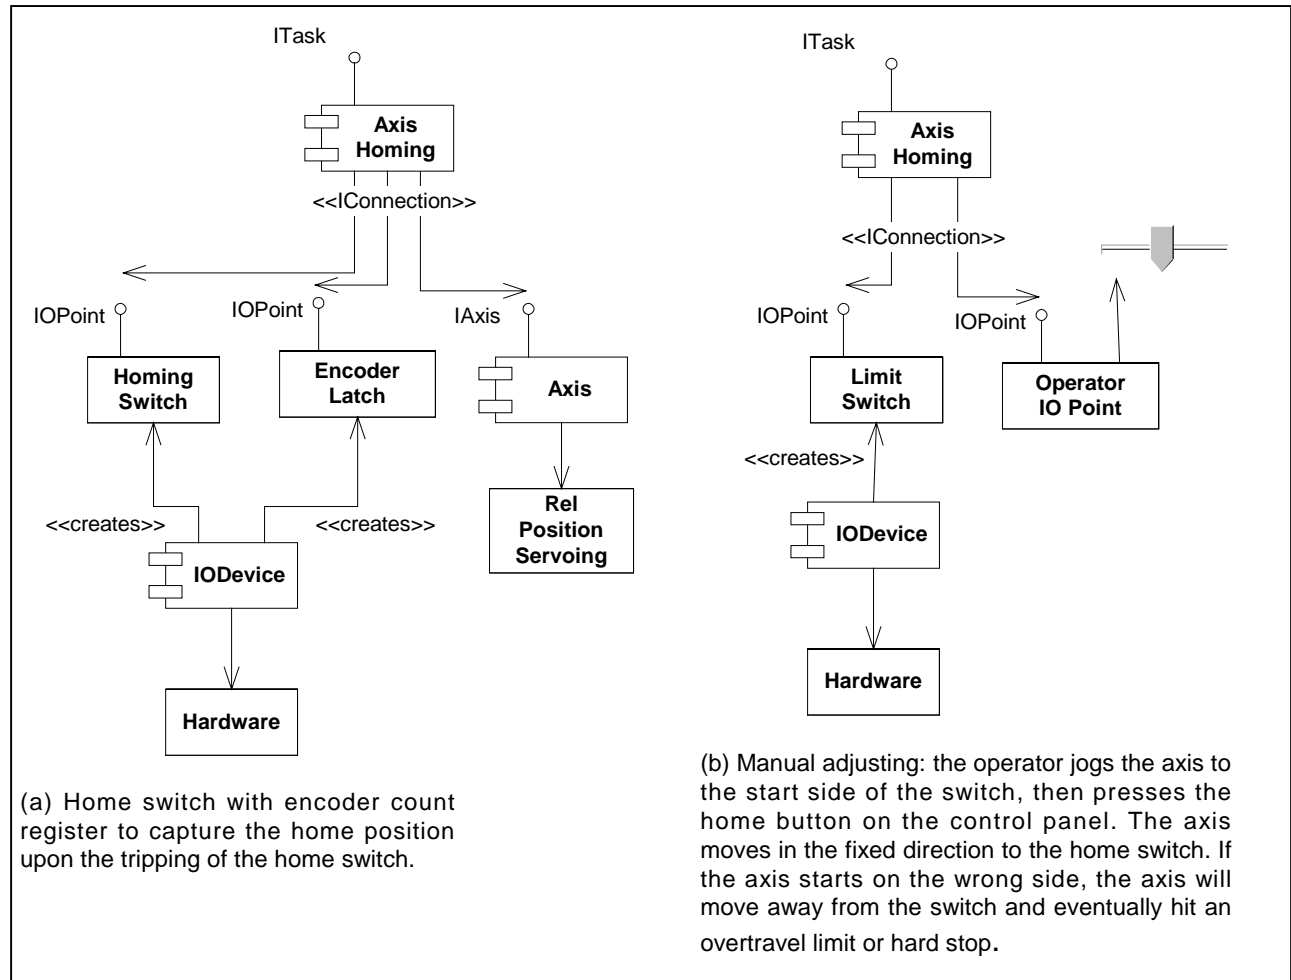 ITask
Axis
Homing
<<IConnection>>
IOPoint
IOPoint
IAxis
Homing
Switch
Encoder
Latch
Axis
<<creates>>
<<creates>>
Rel
Position
Servoing
IODevice
Hardware
(a) Home switch with encoder count
register to capture the home position
upon the tripping of the home switch.
ITask
Axis
Homing
<<IConnection>>
IOPoint
IOPoint
Limit
Switch
Operator
IO Point
<<creates>>
IODevice
Hardware
(b) Manual adjusting: the operator jogs the axis to
the start side of the switch, then presses the
home button on the control panel. The axis
moves in the fixed direction to the home switch. If
the axis starts on the wrong side, the axis will
move away from the switch and eventually hit an
overtravel limit or hard stop.